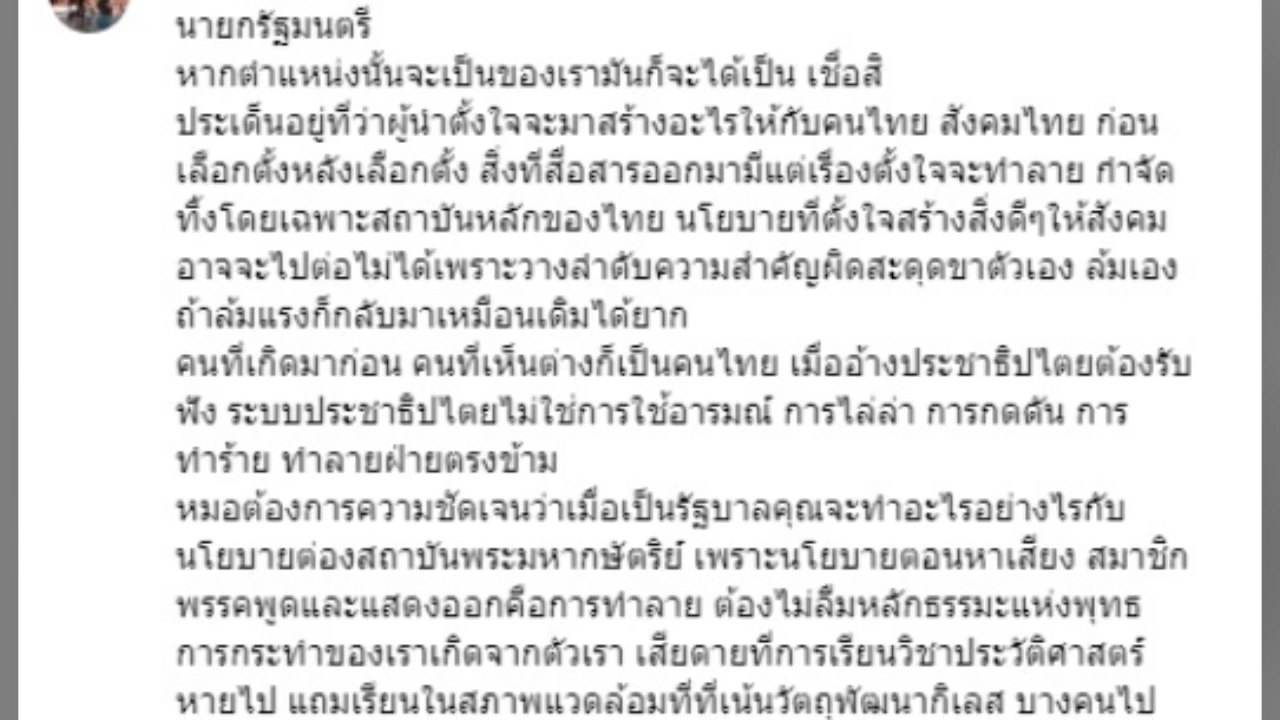 นายกรัฐมนตรี
หากตำแหน่งนั้นจะเป็นของเรามันก็จะได้เป็น เชื่อสิ
ประเด็นอยู่ที่ว่าผู้นำตั้งใจจะมาสร้างอะไรให้กับคนไทย สังคมไทย ก่อน
เลือกตั้งหลังเลือกตั้ง สิ่งที่สื่อสารออกมามีแต่เรื่องตั้งใจจะทำลาย กำจัด
ทิ้งโดยเฉพาะสถาบันหลักของไทย นโยบายที่ตั้งใจสร้างสิ่งดีๆให้สังคม
อาจจะไปต่อไม่ได้เพราะวางลำดับความสำคัญผิดสะดุดขาตัวเอง ล้มเอง
ถ้าล้มแรงก็กลับมาเหมือนเดิมได้ยาก
คนที่เกิดมาก่อน คนที่เห็นต่างก็เป็นคนไทย เมื่ออ้างประชาธิปไตยต้องรับ
ฟัง ระบบประชาธิปไตยไม่ใช่การใช้อารมณ์ การไล่ล่า การกดดัน การ
ทำร้าย ทำลายฝ่ายตรงข้าม
หมอต้องการความชัดเจนว่าเมื่อเป็นรัฐบาลคุณจะทำอะไรอย่างไรกับ
นโยบายต่องสถาบันพระมหากษัตริย์ เพราะนโยบายตอนหาเสียง สมาชิก
พรรคพูดและแสดงออกคือการทำลาย ต้องไม่ลืมหลักธรรมะแห่งพุทธ
การกระทำของเราเกิดจากตัวเรา เสียดายที่การเรียนวิชาประวัติศาสตร์
หายไป แถมเรียนในสภาพแวดล้อมที่ที่เน้นวัตถุพัฒนากิเลส บางคนไป